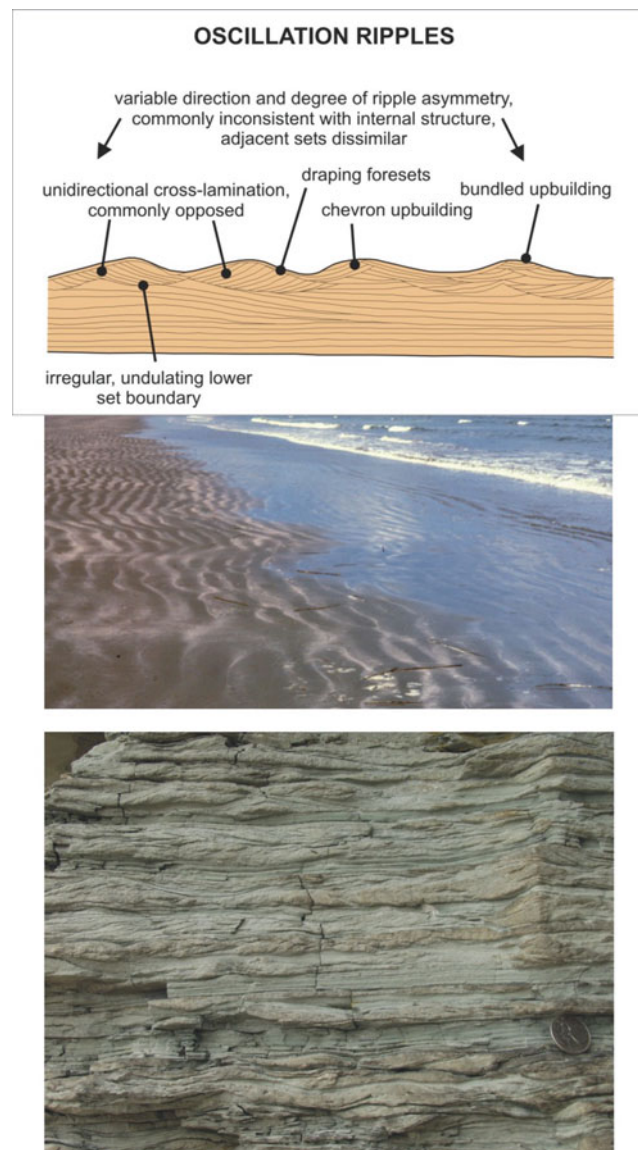 OSCILLATION RIPPLES
variable direction and degree of ripple asymmetry,
commonly inconsistent with internal structure,
adjacent sets dissimilar
draping foresets
unidirectional cross-lamination,
commonly opposed
chevron upbuilding
bundled upbuilding
irregular, undulating lower
set boundary